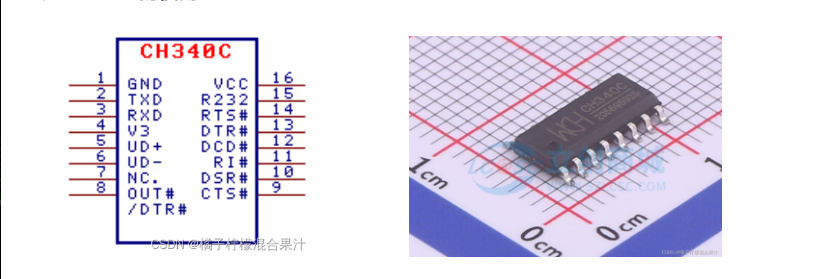 CH340C
1 GND VCC 16
2 TXD R232 15
3 RXD RTS# 14
4 V3 DTR# 13
5 UD+ DCD# 12
6 UD- RI# 11
7 NC. DSR# 10
8 OUT# CTS# 9
/DTR#
CSDN @橘子柠檬混合果汁
WCH CH340C
1cm
0cm
0cm
1